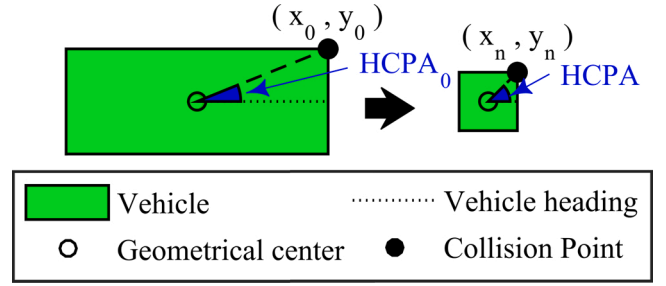 ( x₀ , y₀ )
HCPA₀
( xₙ , yₙ )
HCPA
Vehicle
Vehicle heading
Geometrical center
Collision Point